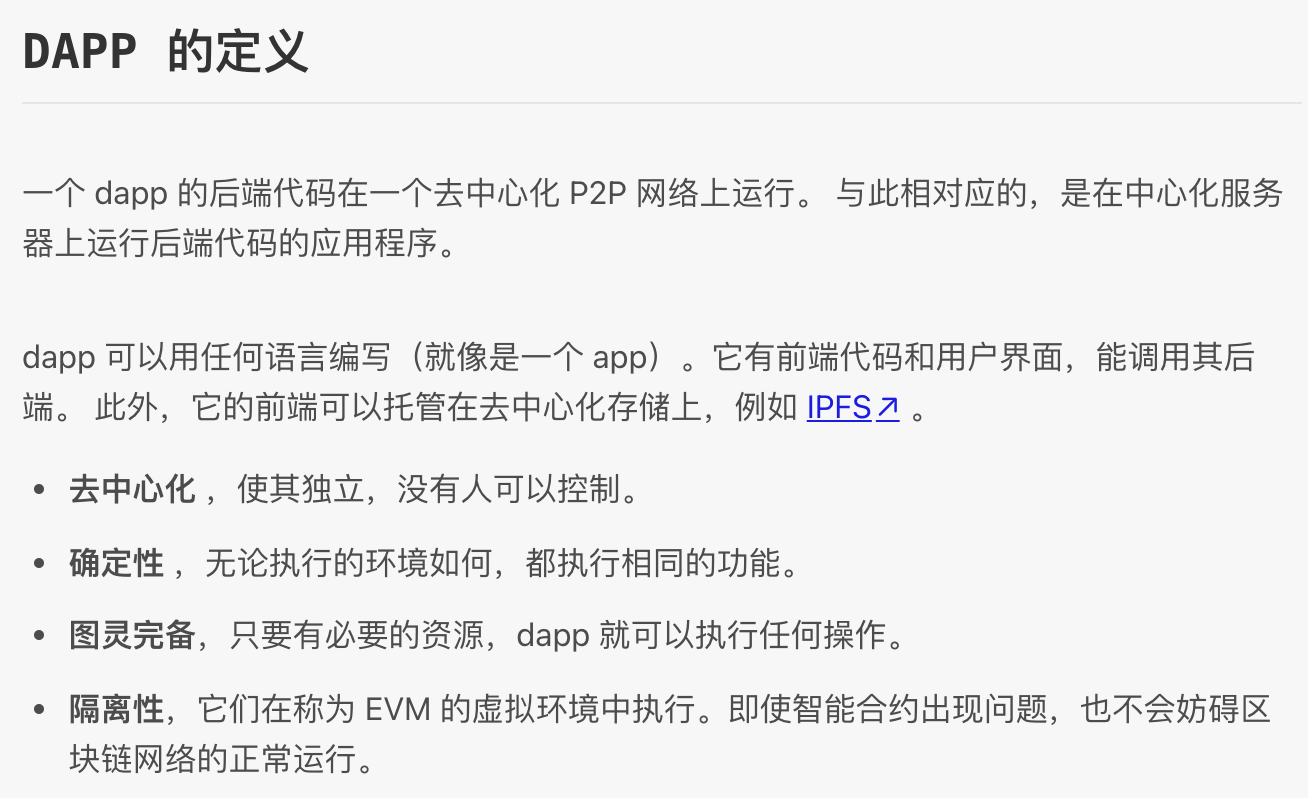 DAPP 的定义
一个 dapp 的后端代码在一个去中心化 P2P 网络上运行。 与此相对应的，是在中心化服务
器上运行后端代码的应用程序。
dapp 可以用任何语言编写（就像是一个 app）。它有前端代码和用户界面，能调用其后
端。 此外，它的前端可以托管在去中心化存储上，例如 IPFS↗ 。
• 去中心化 ，使其独立，没有人可以控制。
• 确定性 ，无论执行的环境如何，都执行相同的功能。
• 图灵完备，只要有必要的资源，dapp 就可以执行任何操作。
• 隔离性，它们在称为 EVM 的虚拟环境中执行。即使智能合约出现问题，也不会妨碍区
块链网络的正常运行。